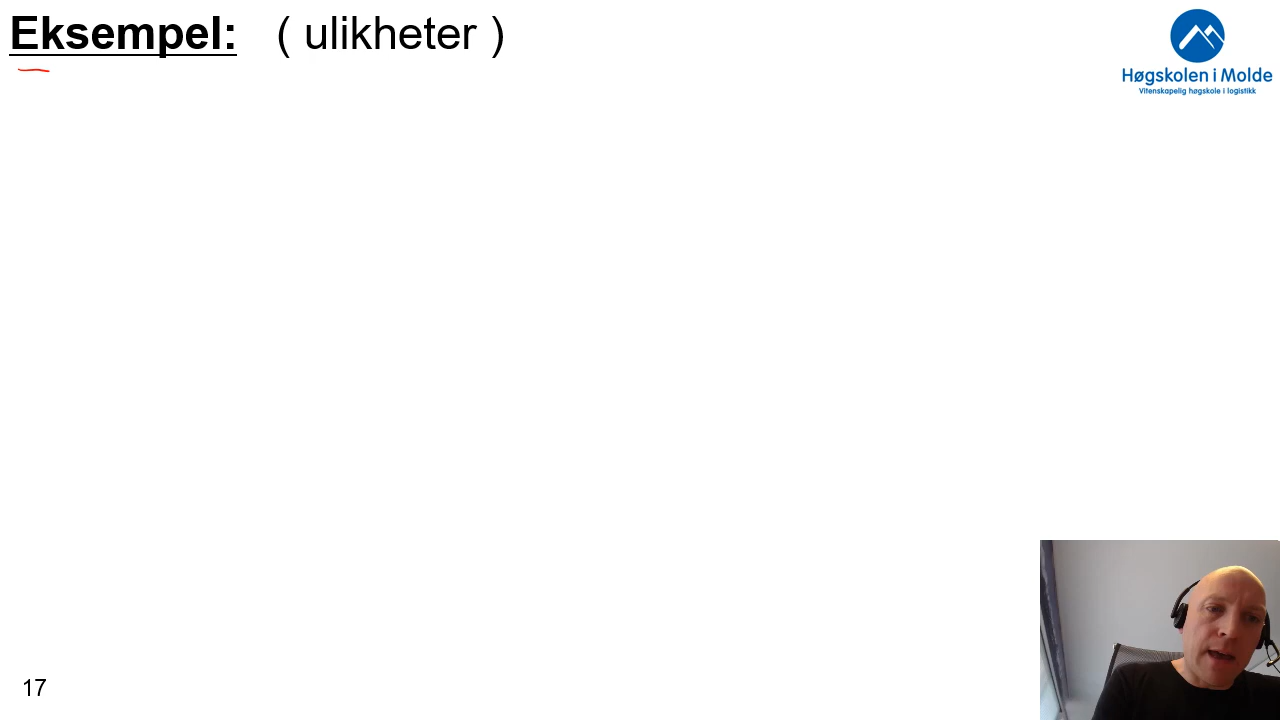 Eksempel: ( ulikheter )
Høgskolen i Molde
Vitenskapelig høgskole i logistikk
17